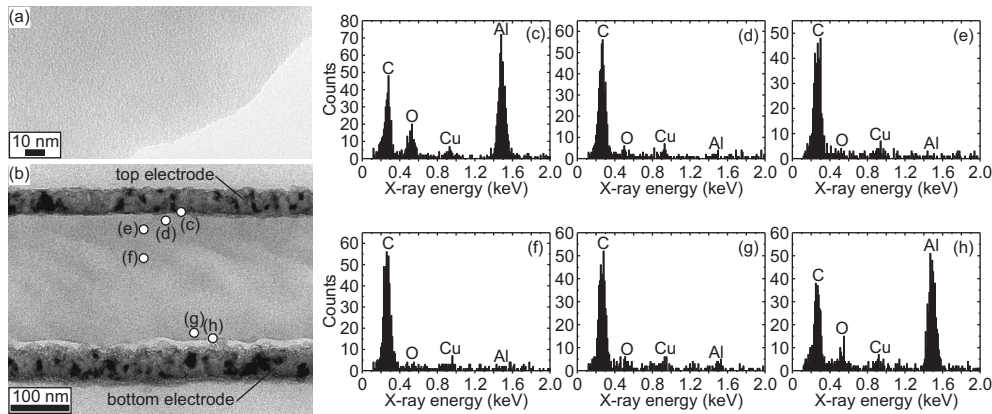 (a)
10 nm
(b)
top electrode
(c)
(d)
(e)
(f)
(g)
(h)
bottom electrode
100 nm
(c)
Counts
80
70
60
50
40
30
20
10
0
C
O
Cu
Al
0 0.4 0.8 1.2 1.6 2.0
X-ray energy (keV)
(d)
60
50
40
30
20
10
0
C
O
Cu
Al
0 0.4 0.8 1.2 1.6 2.0
X-ray energy (keV)
(e)
50
40
30
20
10
0
C
O
Cu
Al
0 0.4 0.8 1.2 1.6 2.0
X-ray energy (keV)
(f)
Counts
60
50
40
30
20
10
0
C
O
Cu
Al
0 0.4 0.8 1.2 1.6 2.0
X-ray energy (keV)
(g)
60
50
40
30
20
10
0
C
O
Cu
Al
0 0.4 0.8 1.2 1.6 2.0
X-ray energy (keV)
(h)
60
50
40
30
20
10
0
C
O
Cu
Al
0 0.4 0.8 1.2 1.6 2.0
X-ray energy (keV)